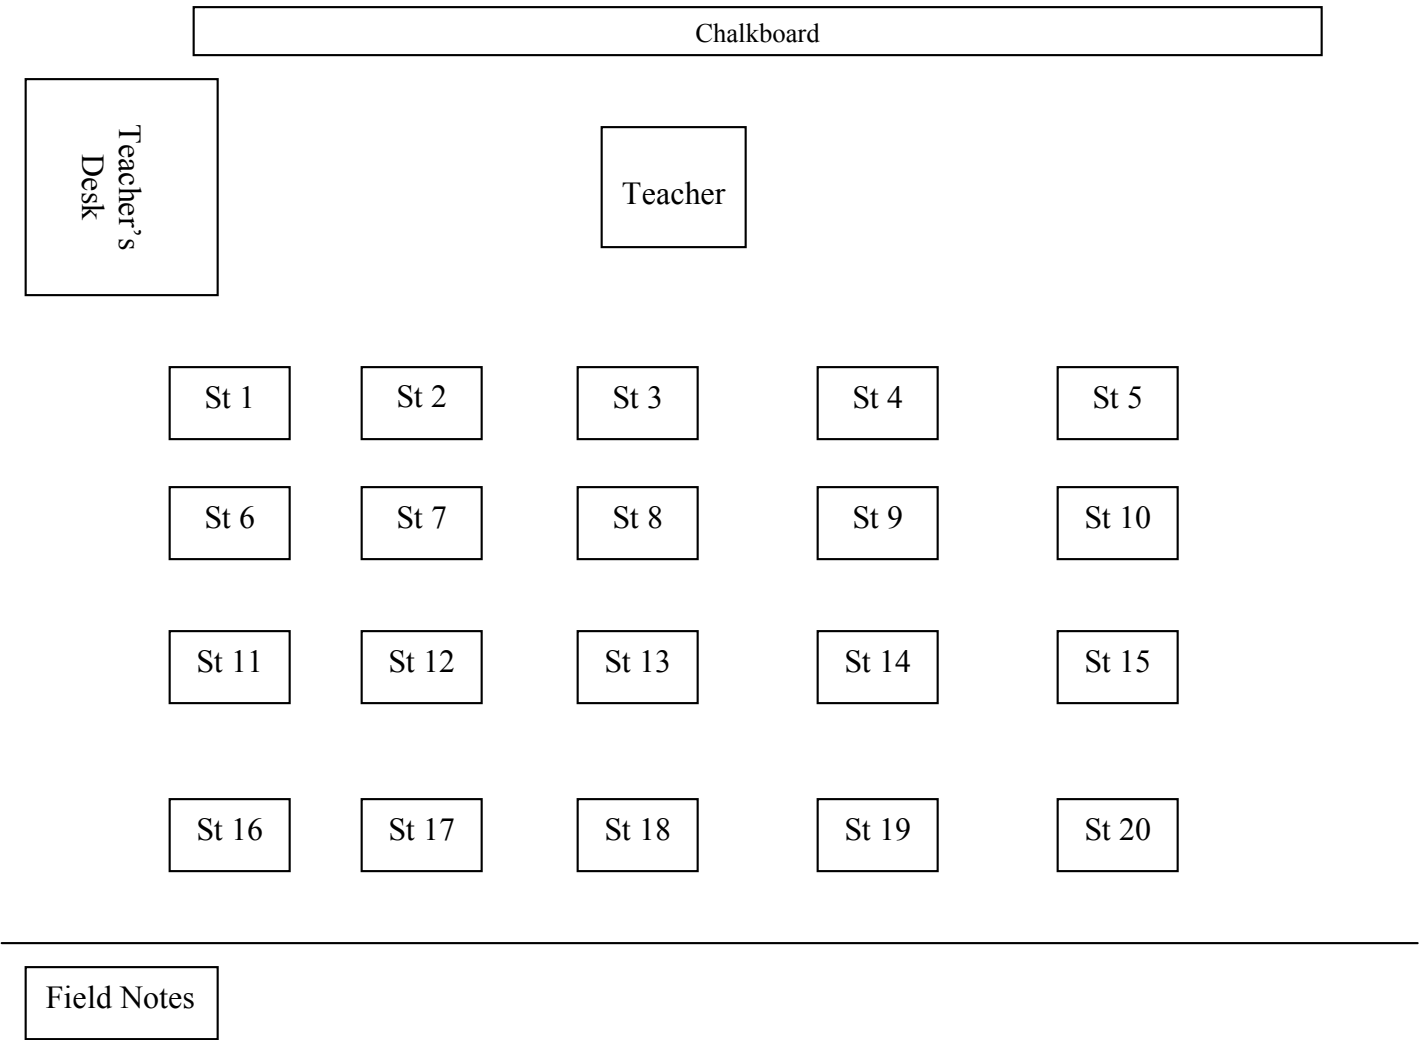 Chalkboard
Teacher’s
Desk
Teacher
St 1
St 2
St 3
St 4
St 5
St 6
St 7
St 8
St 9
St 10
St 11
St 12
St 13
St 14
St 15
St 16
St 17
St 18
St 19
St 20
Field Notes